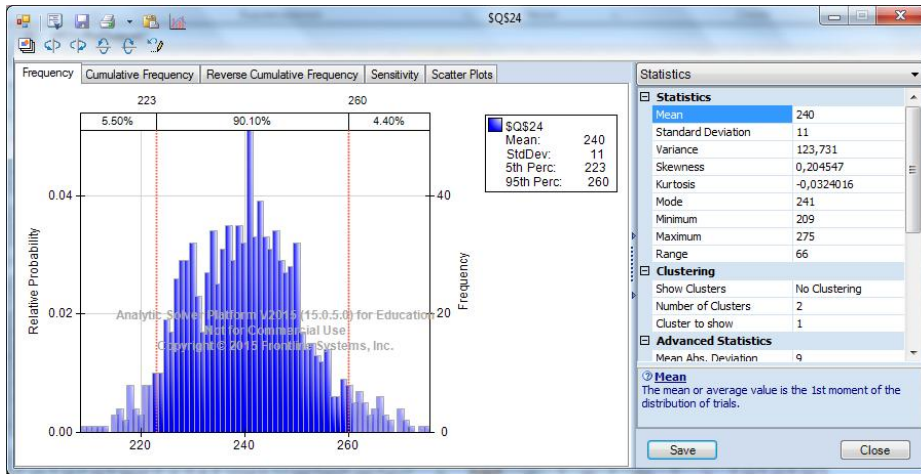 $Q$24
Frequency
Cumulative Frequency
Reverse Cumulative Frequency
Sensitivity
Scatter Plots
223
260
5.50%
90.10%
4.40%
0.04
0.02
0.00
Relative Probability
40
20
0
Frequency
220
240
260
Analytic Solver Platform V2015 (15.0.5.0) for Education
Not for Commercial Use
Copyright © 2015 Frontline Systems, Inc.
$Q$24
Mean: 240
StdDev: 11
5th Perc: 223
95th Perc: 260
Statistics
Statistics
Mean 240
Standard Deviation 11
Variance 123,731
Skewness 0,204547
Kurtosis -0,0324016
Mode 241
Minimum 209
Maximum 275
Range 66
Clustering
Show Clusters No Clustering
Number of Clusters 2
Cluster to show 1
Advanced Statistics
Mean Abs. Deviation 9
Mean
The mean or average value is the 1st moment of the
distribution of trials.
Save
Close